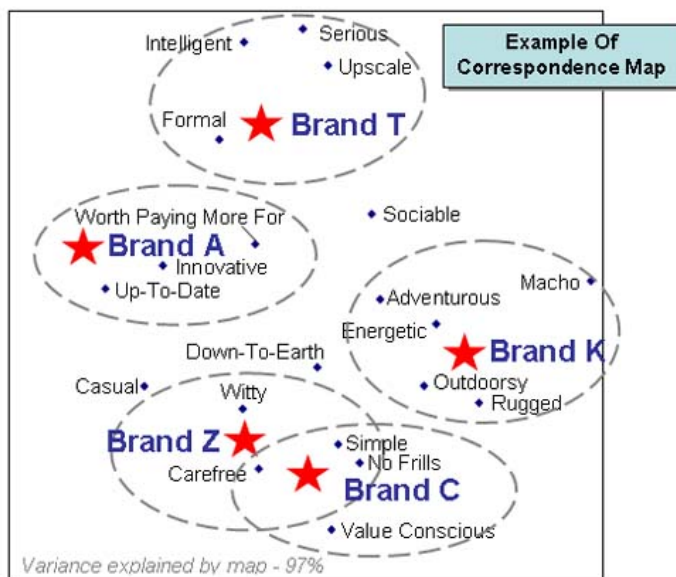 Example Of
Correspondence Map
Serious
Intelligent
Upscale
Formal
Brand T
Worth Paying More For
Sociable
Brand A
Innovative
Up-To-Date
Macho
Adventurous
Energetic
Brand K
Down-To-Earth
Casual
Witty
Outdoorsy
Rugged
Brand Z
Simple
Carefree
No Frills
Brand C
Value Conscious
Variance explained by map - 97%